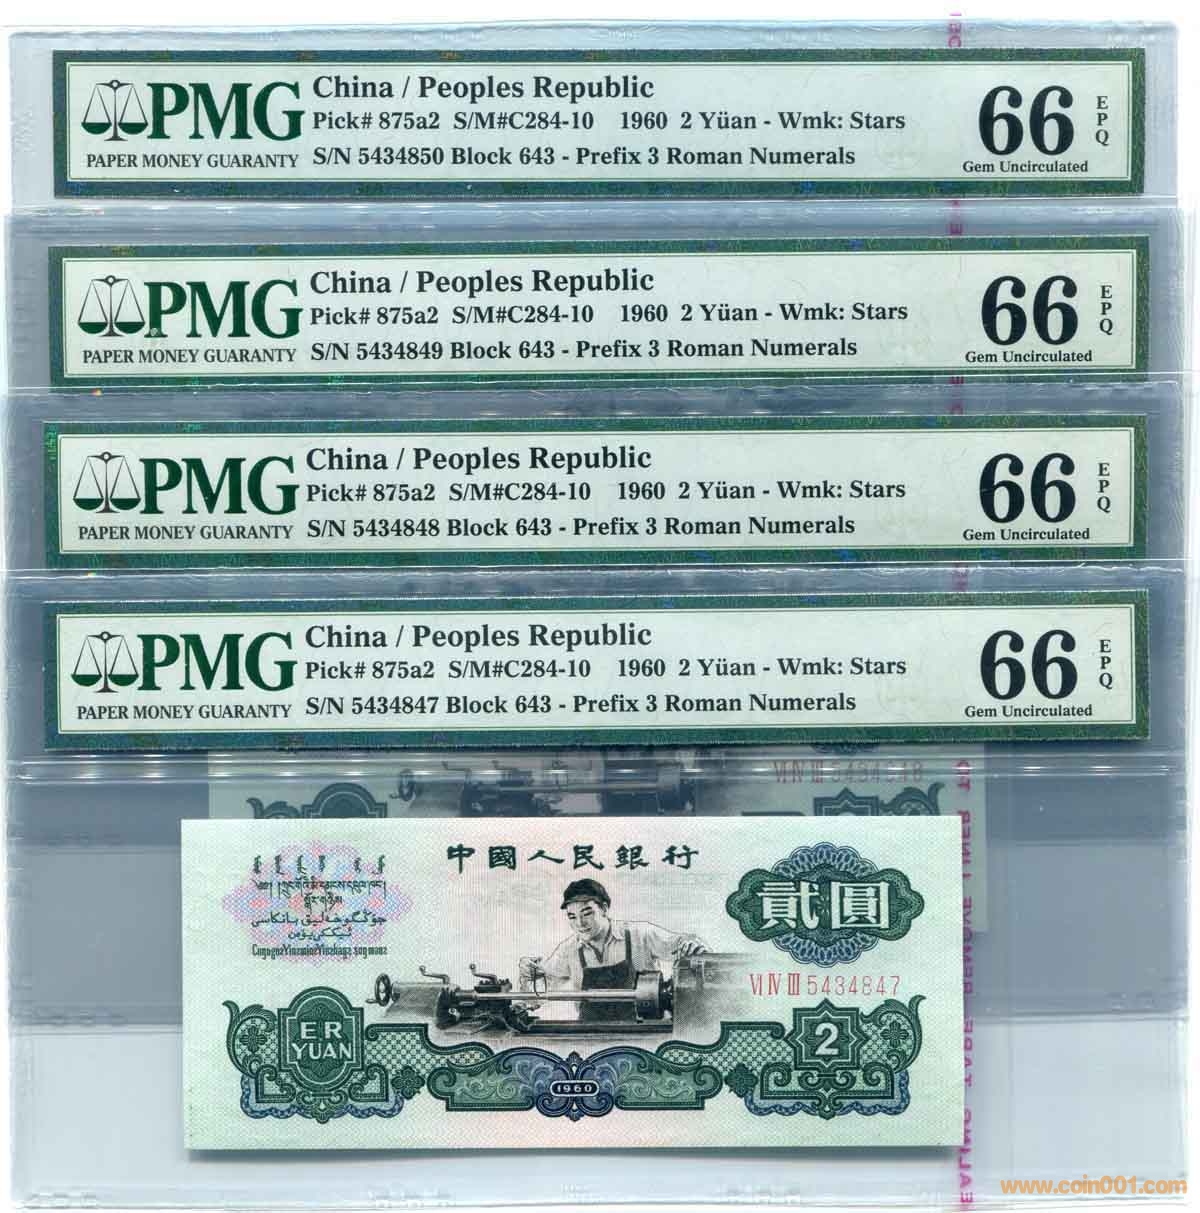 PMG
PAPER MONEY GUARANTY
China / Peoples Republic
Pick# 875a2 S/M#C284-10 1960 2 Yüan - Wmk: Stars
S/N 5434850 Block 643 - Prefix 3 Roman Numerals
66
EPQ
Gem Uncirculated
PMG
PAPER MONEY GUARANTY
China / Peoples Republic
Pick# 875a2 S/M#C284-10 1960 2 Yüan - Wmk: Stars
S/N 5434849 Block 643 - Prefix 3 Roman Numerals
66
EPQ
Gem Uncirculated
PMG
PAPER MONEY GUARANTY
China / Peoples Republic
Pick# 875a2 S/M#C284-10 1960 2 Yüan - Wmk: Stars
S/N 5434848 Block 643 - Prefix 3 Roman Numerals
66
EPQ
Gem Uncirculated
PMG
PAPER MONEY GUARANTY
China / Peoples Republic
Pick# 875a2 S/M#C284-10 1960 2 Yüan - Wmk: Stars
S/N 5434847 Block 643 - Prefix 3 Roman Numerals
66
EPQ
Gem Uncirculated
VI IV III 5434848
中國人民銀行
貳圓
VI IV III 5434847
ER
YUAN
2
1960
www.coin001.com